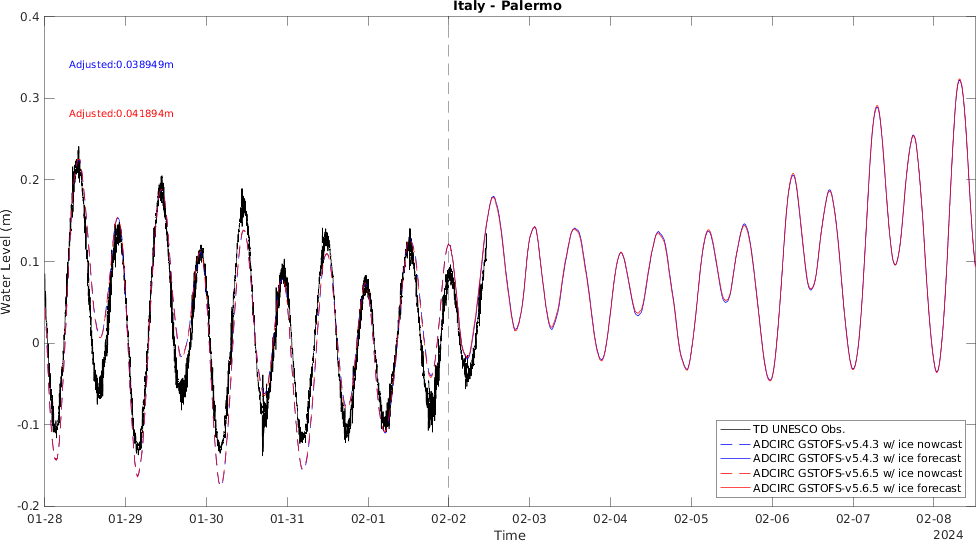 Italy - Palermo
0.4
0.3
0.2
0.1
0
-0.1
-0.2
Water Level (m)
Adjusted:0.038949m
Adjusted:0.041894m
TD UNESCO Obs.
ADCIRC GSTOFS-v5.4.3 w/ ice nowcast
ADCIRC GSTOFS-v5.4.3 w/ ice forecast
ADCIRC GSTOFS-v5.6.5 w/ ice nowcast
ADCIRC GSTOFS-v5.6.5 w/ ice forecast
01-28 01-29 01-30 01-31 02-01 02-02 02-03 02-04 02-05 02-06 02-07 02-08
Time
2024